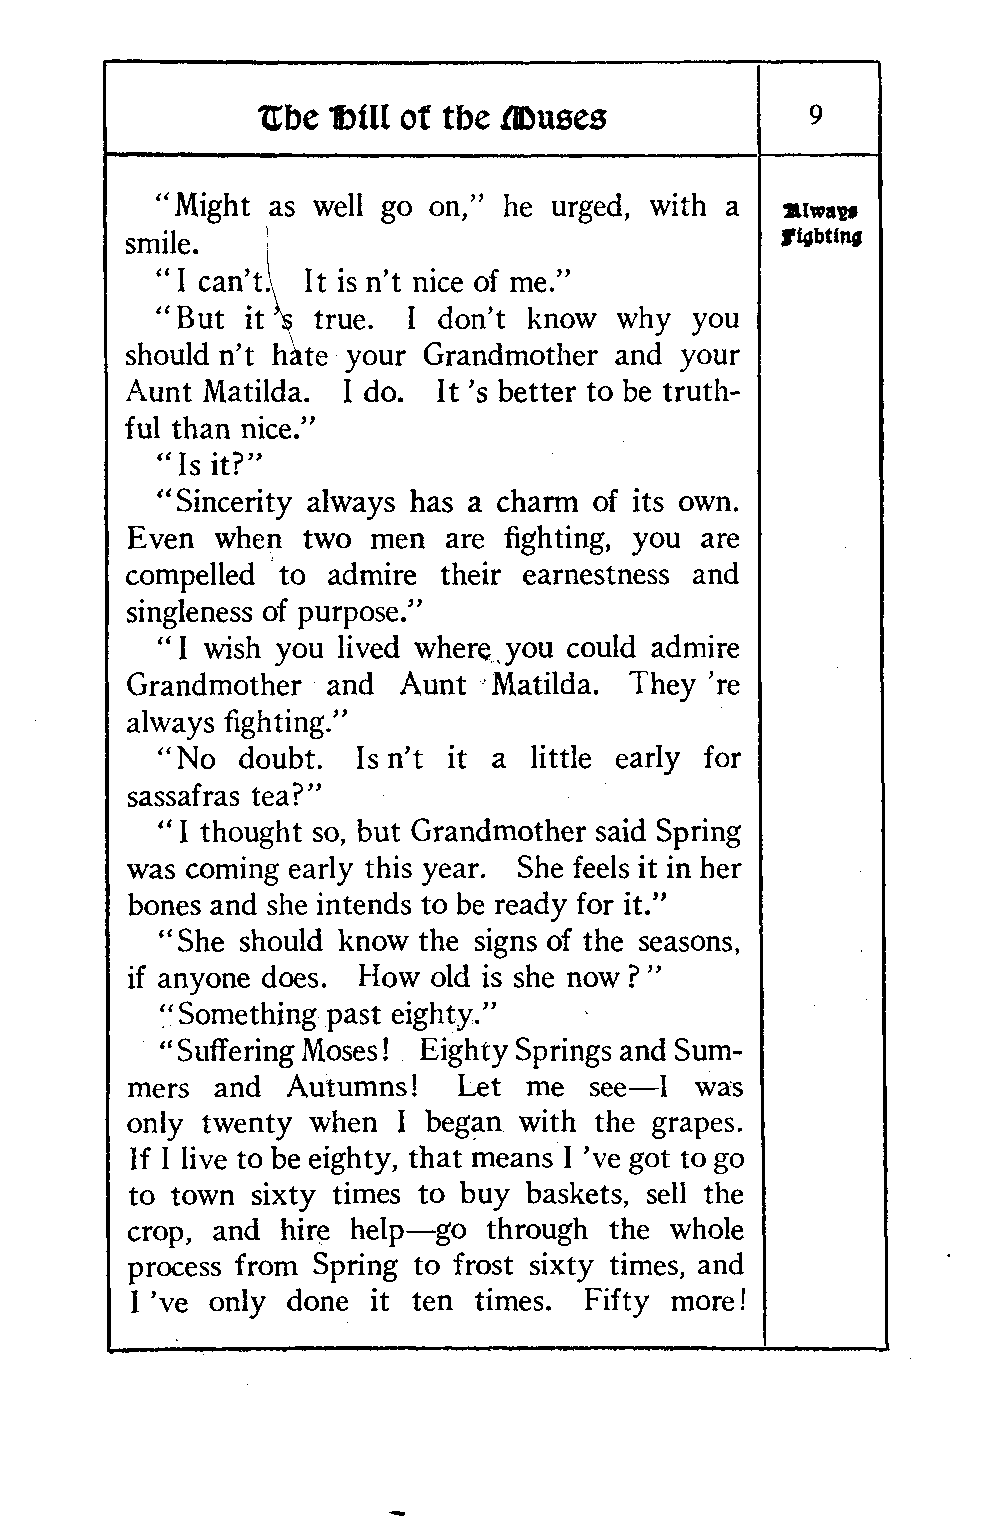 The Hill of the Muses
9
Always
Fighting
"Might as well go on," he urged, with a
smile.
"I can't. It is n't nice of me."
"But it 's true. I don't know why you
should n't hate your Grandmother and your
Aunt Matilda. I do. It 's better to be truth-
ful than nice."
"Is it?"
"Sincerity always has a charm of its own.
Even when two men are fighting, you are
compelled to admire their earnestness and
singleness of purpose."
"I wish you lived where you could admire
Grandmother and Aunt Matilda. They 're
always fighting."
"No doubt. Is n't it a little early for
sassafras tea?"
"I thought so, but Grandmother said Spring
was coming early this year. She feels it in her
bones and she intends to be ready for it."
"She should know the signs of the seasons,
if anyone does. How old is she now?"
"Something past eighty."
"Suffering Moses! Eighty Springs and Sum-
mers and Autumns! Let me see—I was
only twenty when I began with the grapes.
If I live to be eighty, that means I 've got to go
to town sixty times to buy baskets, sell the
crop, and hire help—go through the whole
process from Spring to frost sixty times, and
I 've only done it ten times. Fifty more!